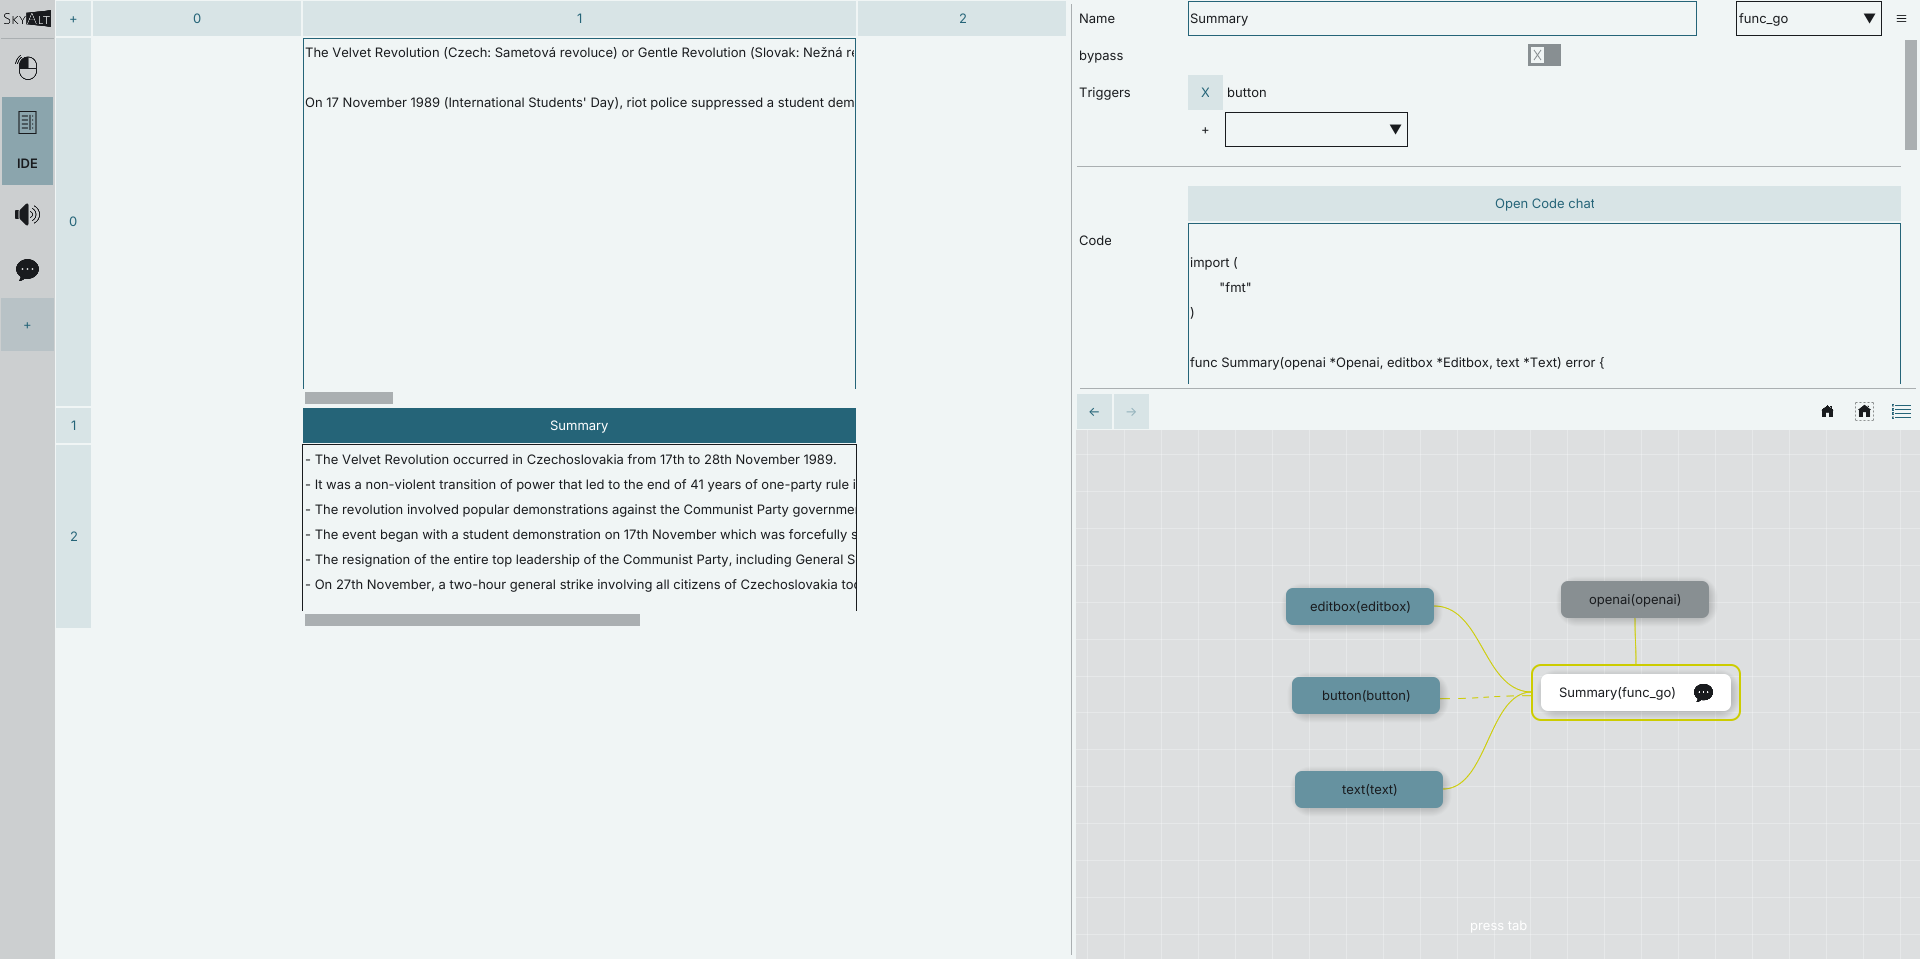 SKYALT
IDE
+
+
0
1
2
0
1
2
The Velvet Revolution (Czech: Sametová revoluce) or Gentle Revolution (Slovak: Nežná
On 17 November 1989 (International Students' Day), riot police suppressed a student dem
Summary
- The Velvet Revolution occurred in Czechoslovakia from 17th to 28th November 1989.
- It was a non-violent transition of power that led to the end of 41 years of one-party rule i
- The revolution involved popular demonstrations against the Communist Party governme
- The event began with a student demonstration on 17th November which was forcefully s
- The resignation of the entire top leadership of the Communist Party, including General S
- On 27th November, a two-hour general strike involving all citizens of Czechoslovakia too
Name
Summary
func_go
bypass
X
Triggers
X button
+
Open Code chat
Code
import (
"fmt"
)
func Summary(openai *Openai, editbox *Editbox, text *Text) error {
editbox(editbox)
openai(openai)
button(button)
Summary(func_go)
text(text)
press tab